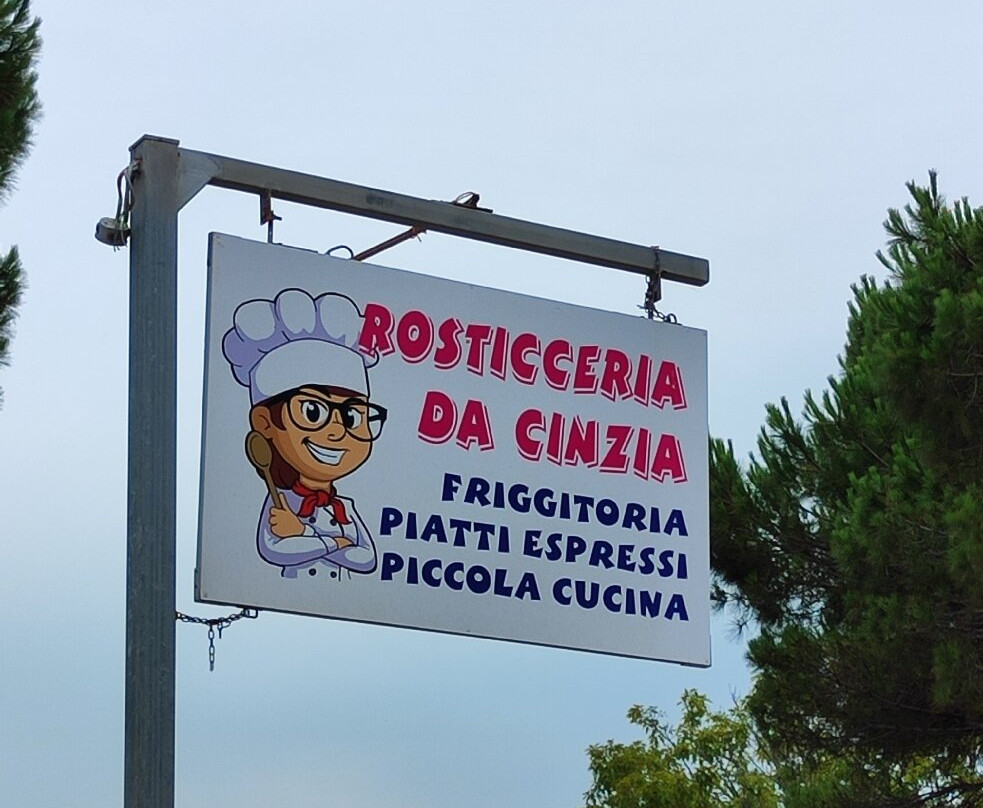 ROSTICCERIA
DA CINZIA
FRIGGITORIA
PIATTI ESPRESSI
PICCOLA CUCINA